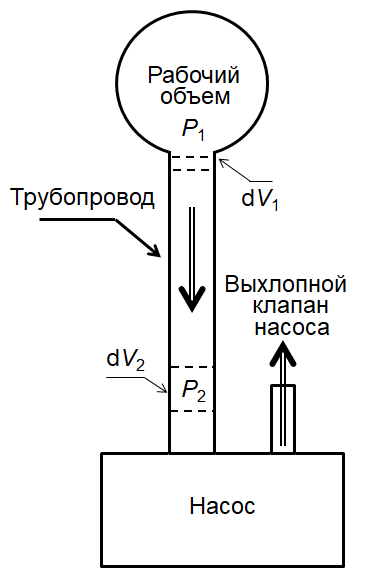 Рабочий
объем
P1
dV1
Трубопровод
Выхлопной
клапан
насоса
dV2
P2
Насос